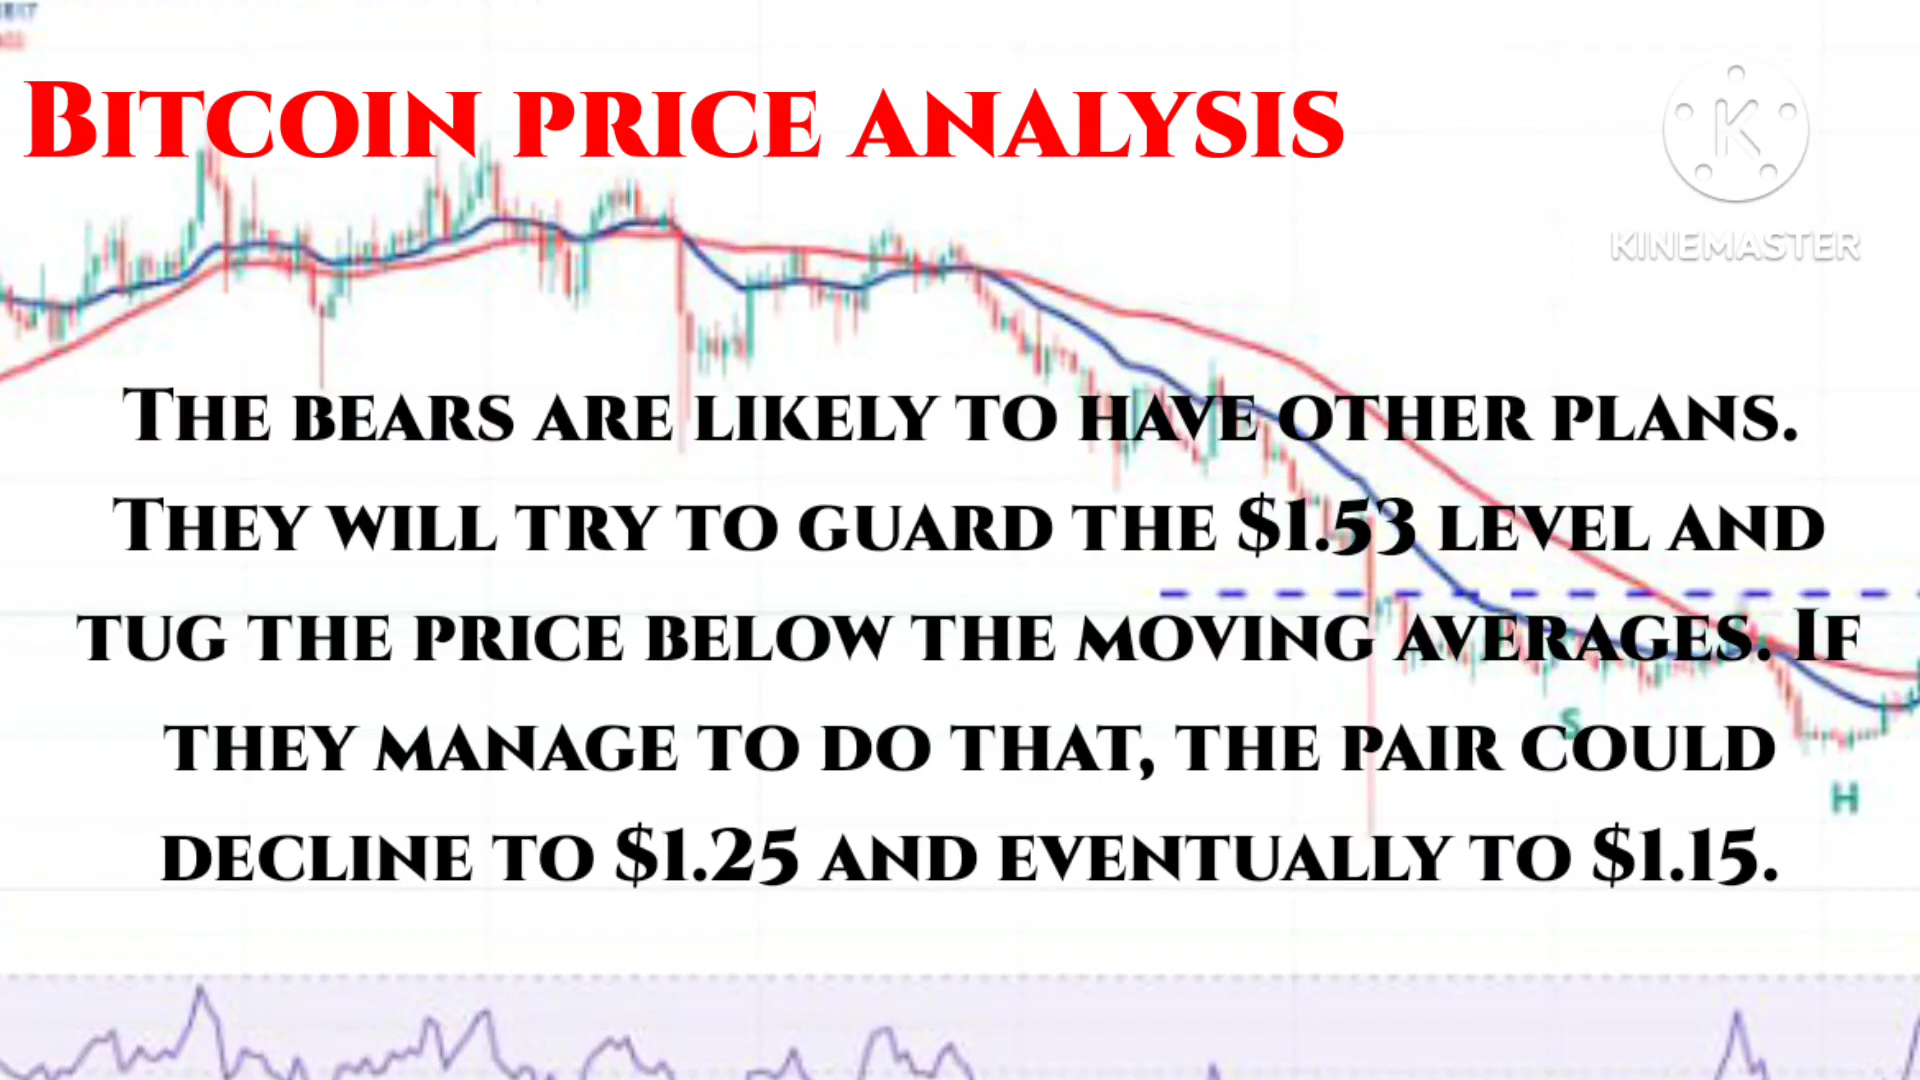 Bitcoin price analysis
K
KINEMASTER
The bears are likely to have other plans.
They will try to guard the $1.53 level and
tug the price below the moving averages. If
they manage to do that, the pair could
decline to $1.25 and eventually to $1.15.
S
H